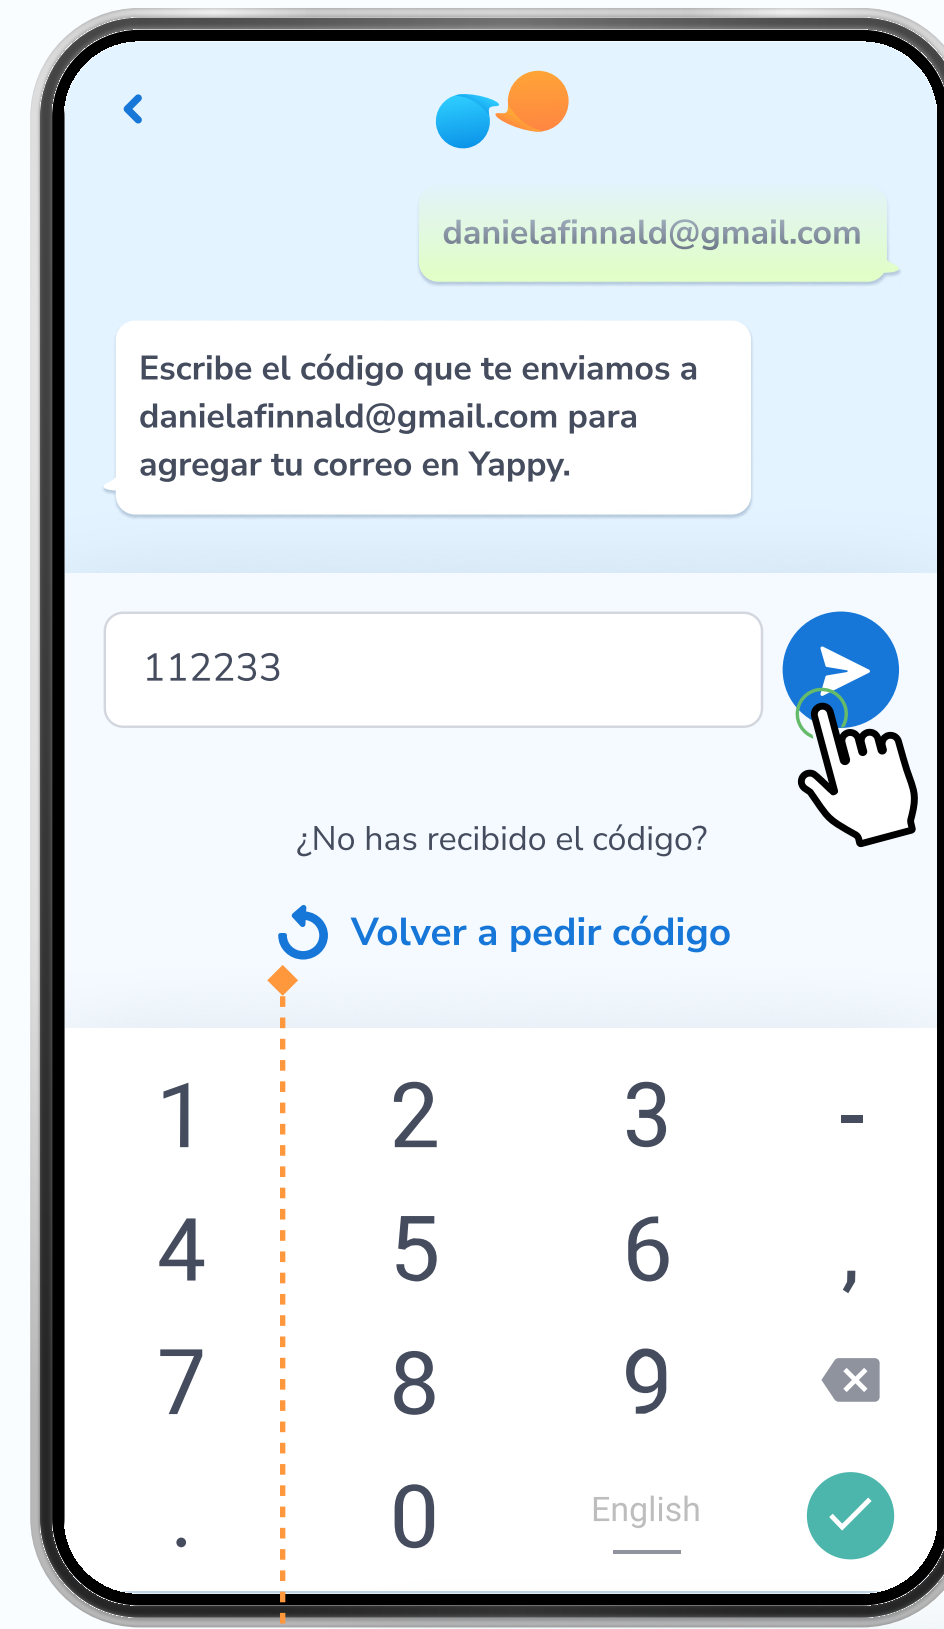 danielafinnald@gmail.com
Escribe el código que te enviamos a
danielafinnald@gmail.com para
agregar tu correo en Yappy.
112233
¿No has recibido el código?
Volver a pedir código
1 2 3 -
4 5 6 ,
7 8 9
. 0 English